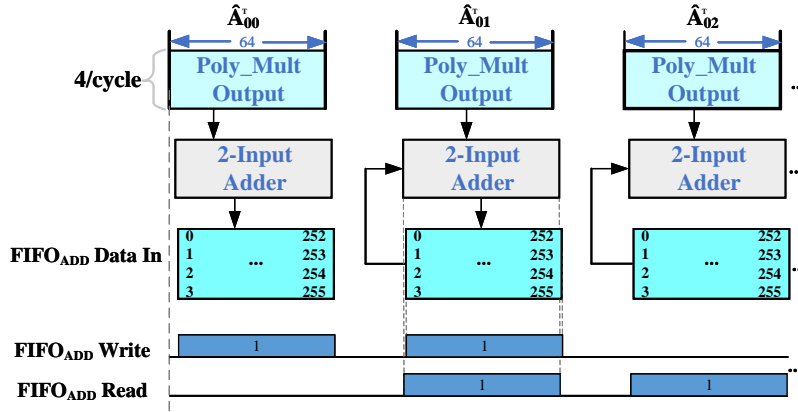 Â^T_00 Â^T_01 Â^T_02
64 64 64
4/cycle
Poly_Mult Output
Poly_Mult Output
Poly_Mult Output
..
2-Input Adder
2-Input Adder
2-Input Adder
..
FIFO_ADD Data In
0 252
1 ... 253
2 254
3 255
0 252
1 ... 253
2 254
3 255
0 252
1 ... 253
2 254
3 255
..
FIFO_ADD Write 1 1
..
FIFO_ADD Read 1 1